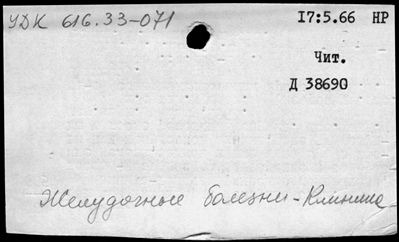 УДК 616.33-071
17:5.66 НР
Чит.
Д 38690
Желудочные болезни - Клиника